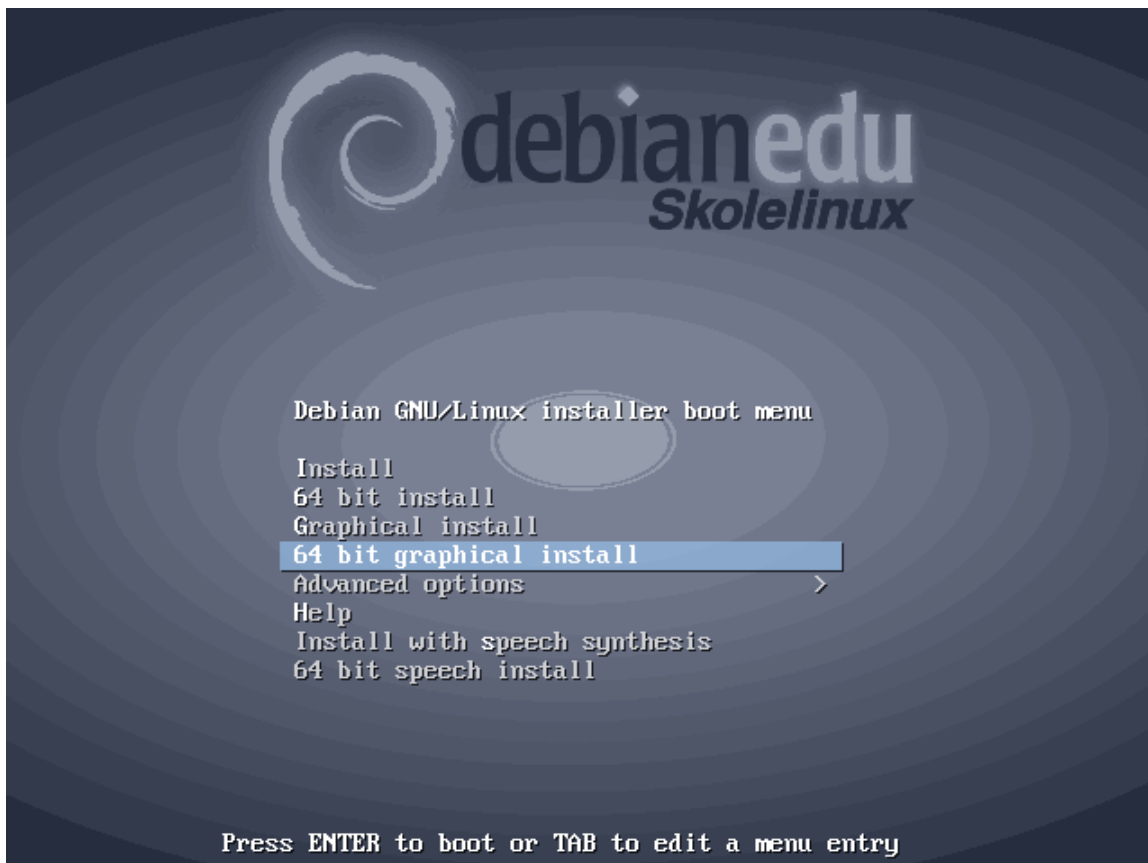 debianedu
Skolelinux
Debian GNU/Linux installer boot menu
Install
64 bit install
Graphical install
64 bit graphical install
Advanced options >
Help
Install with speech synthesis
64 bit speech install
Press ENTER to boot or TAB to edit a menu entry